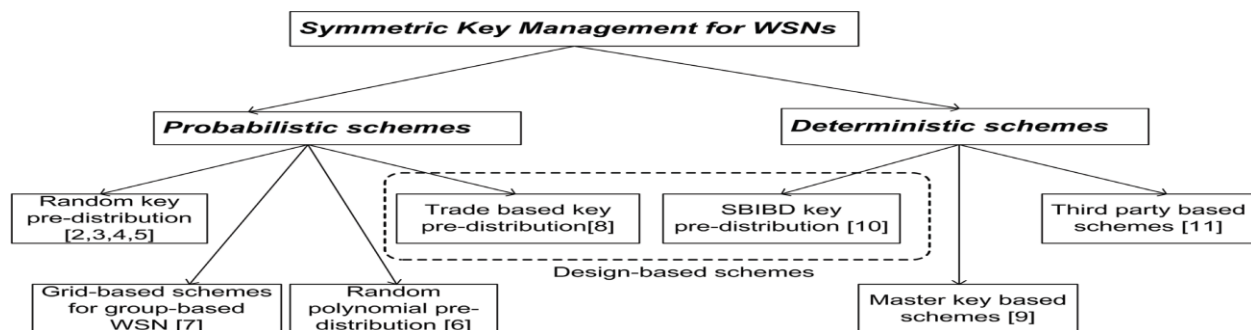 Symmetric Key Management for WSNs
Probabilistic schemes
Deterministic schemes
Random key
pre-distribution
[2,3,4,5]
Trade based key
pre-distribution[8]
SBIBD key
pre-distribution [10]
Third party based
schemes [11]
Design-based schemes
Grid-based schemes
for group-based
WSN [7]
Random
polynomial pre-
distribution [6]
Master key based
schemes [9]